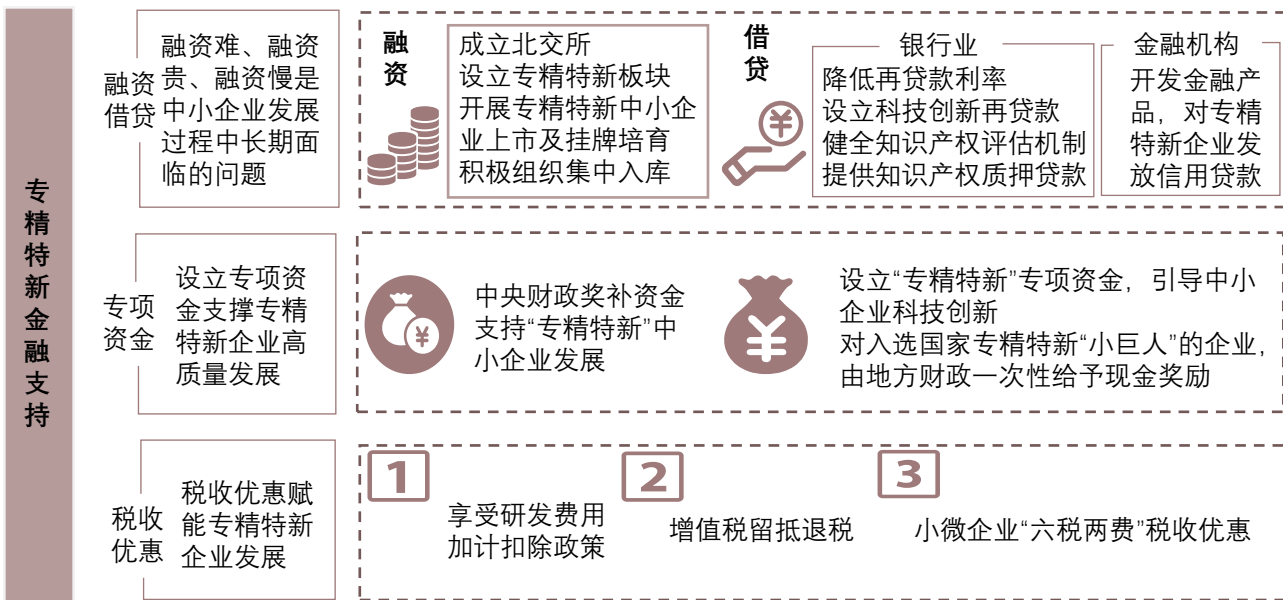 专精特新金融支持
融资
借贷
融资难、融资
贵、融资慢是
中小企业发展
过程中长期面
临的问题
融资
成立北交所
设立专精特新板块
开展专精特新中小企
业上市及挂牌培育
积极组织集中入库
借贷
银行业
降低再贷款利率
设立科技创新再贷款
健全知识产权评估机制
提供知识产权质押贷款
金融机构
开发金融产
品，对专精
特新企业发
放信用贷款
专项
资金
设立专项资
金支撑专精
特新企业高
质量发展
中央财政奖补资金
支持“专精特新”中
小企业发展
设立“专精特新”专项资金，引导中小
企业科技创新
对入选国家专精特新“小巨人”的企业，
由地方财政一次性给予现金奖励
税收
优惠
税收优惠赋
能专精特新
企业发展
1
享受研发费用
加计扣除政策
2
增值税留抵退税
3
小微企业“六税两费”税收优惠